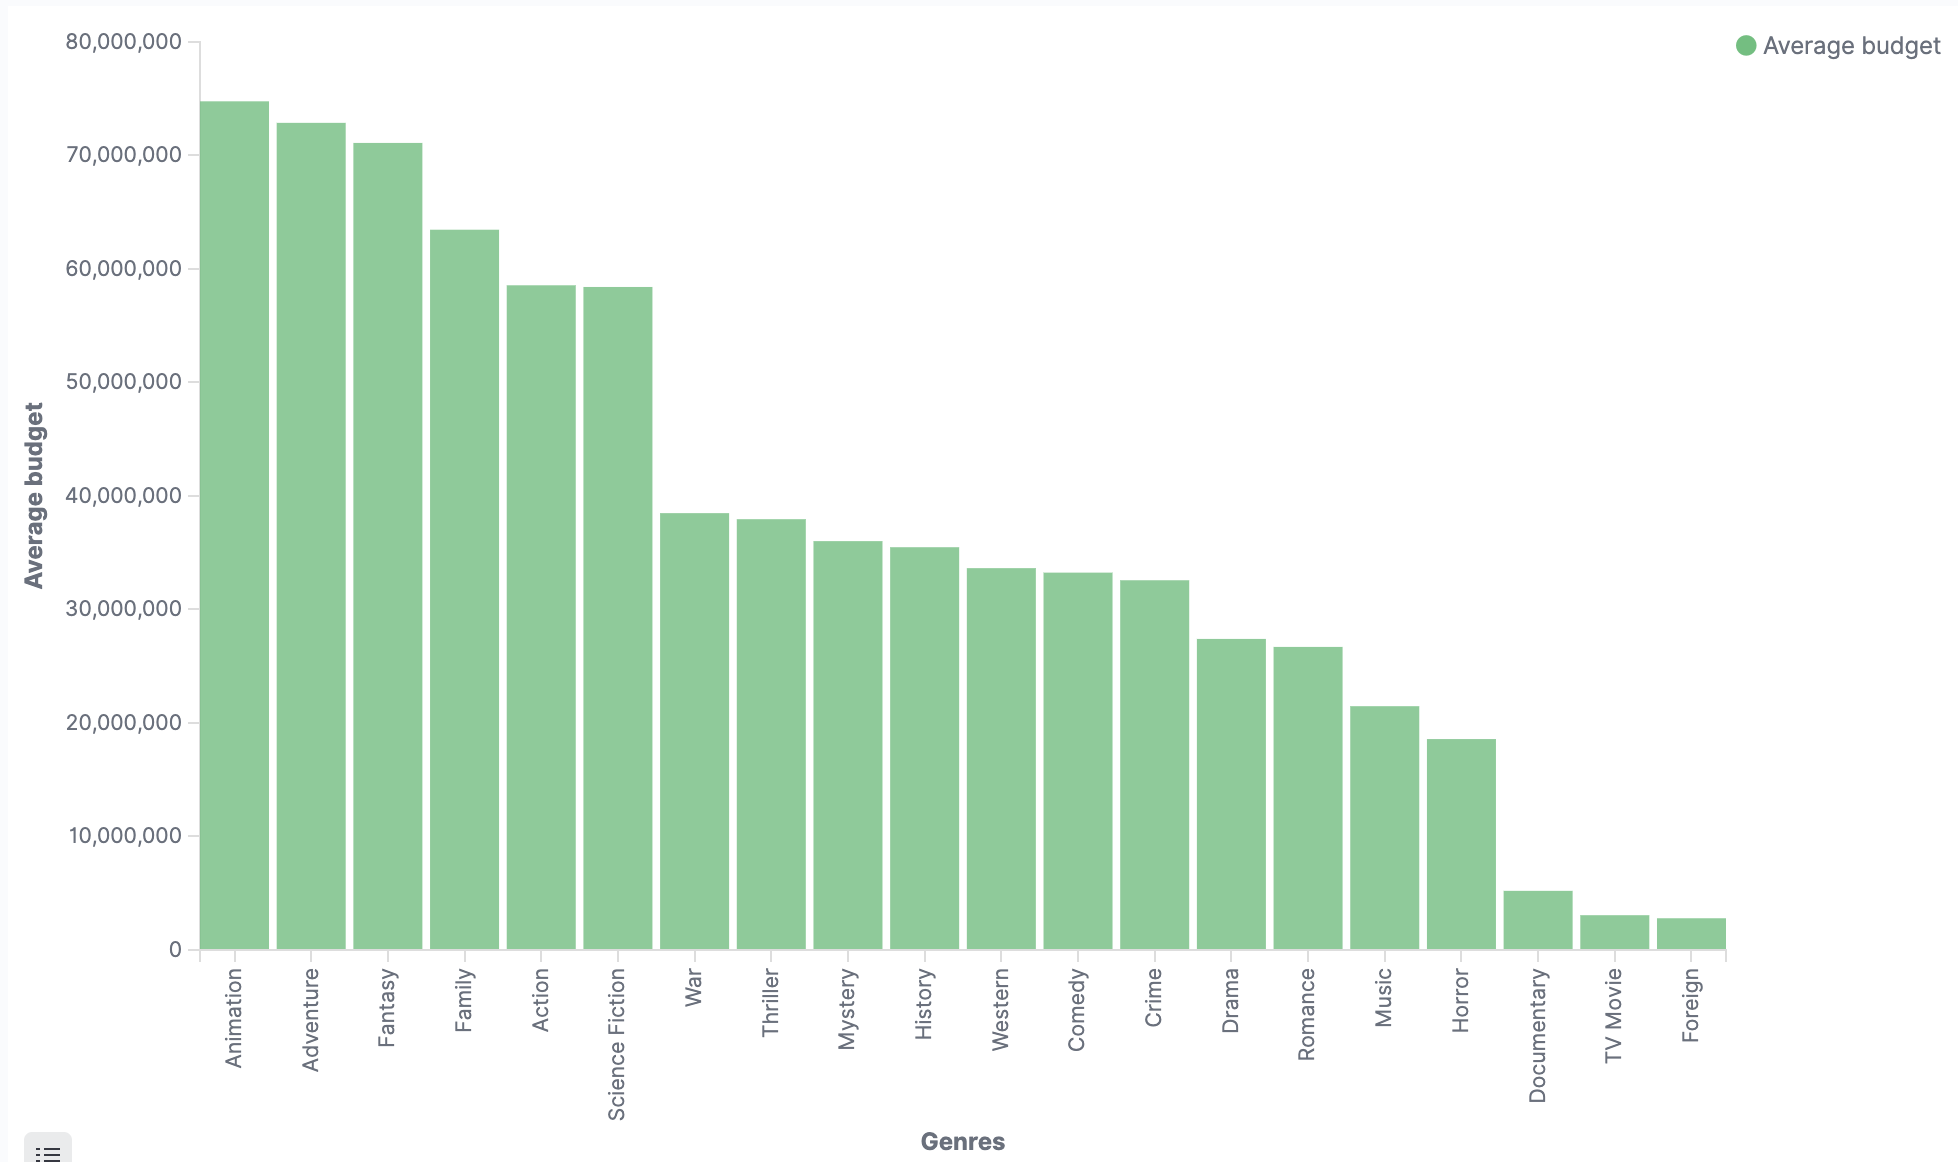 80,000,000
70,000,000
60,000,000
50,000,000
40,000,000
30,000,000
20,000,000
10,000,000
0
Average budget
Average budget
Animation
Adventure
Fantasy
Family
Action
Science Fiction
War
Thriller
Mystery
History
Western
Comedy
Crime
Drama
Romance
Music
Horror
Documentary
TV Movie
Foreign
Genres